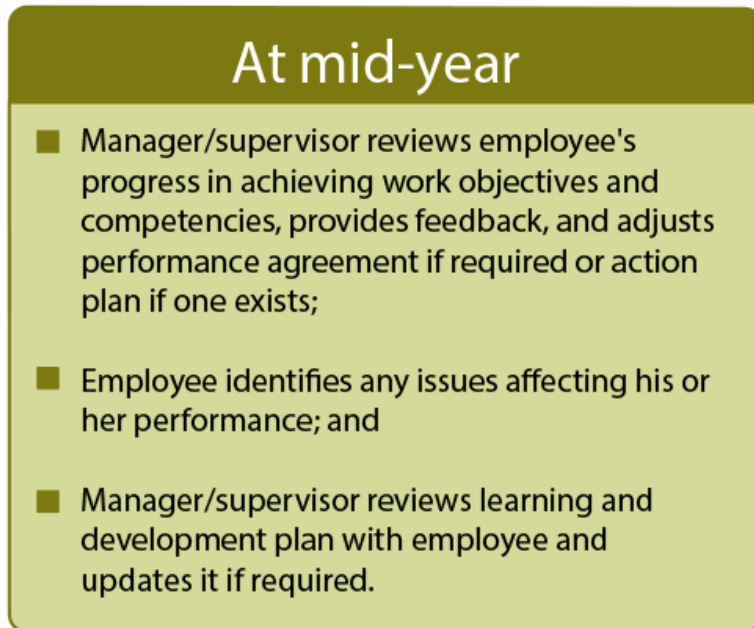 At mid-year
Manager/supervisor reviews employee's
progress in achieving work objectives and
competencies, provides feedback, and adjusts
performance agreement if required or action
plan if one exists;
Employee identifies any issues affecting his or
her performance; and
Manager/supervisor reviews learning and
development plan with employee and
updates it if required.